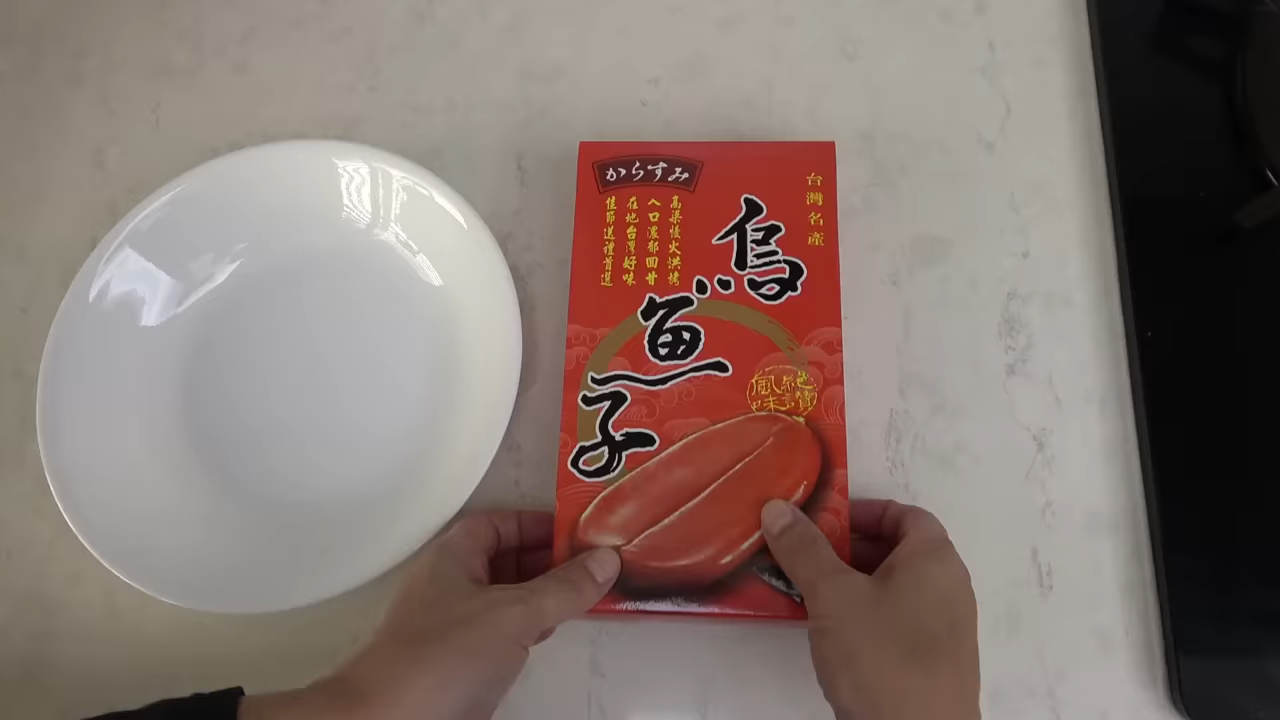 からすみ
台灣名產
高粱慢火烘烤
入口濃郁回甘
在地台灣好味
佳節送禮首選
烏魚子
絕讚風味